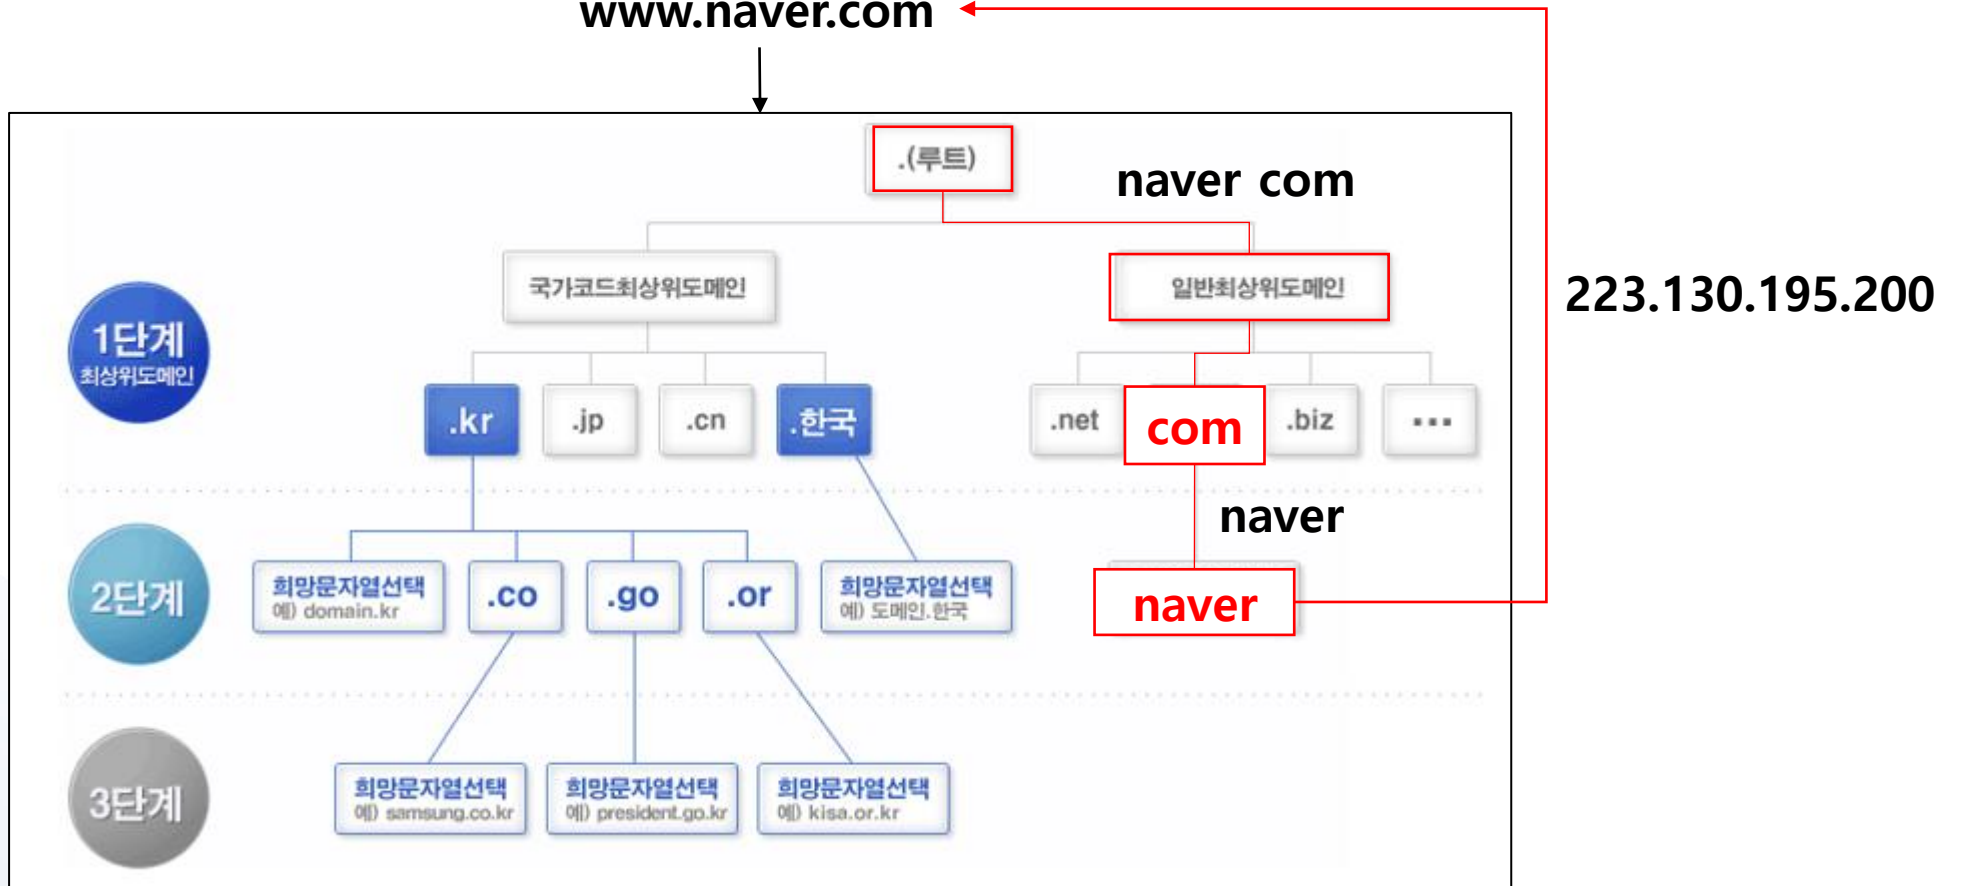 www.naver.com
.(루트)
naver com
국가코드최상위도메인
일반최상위도메인
223.130.195.200
1단계
최상위도메인
.kr
.jp
.cn
.한국
.net
com
.biz
...
naver
2단계
희망문자열선택
예) domain.kr
.co
.go
.or
희망문자열선택
예) 도메인.한국
naver
3단계
희망문자열선택
예) samsung.co.kr
희망문자열선택
예) president.go.kr
희망문자열선택
예) kisa.or.kr